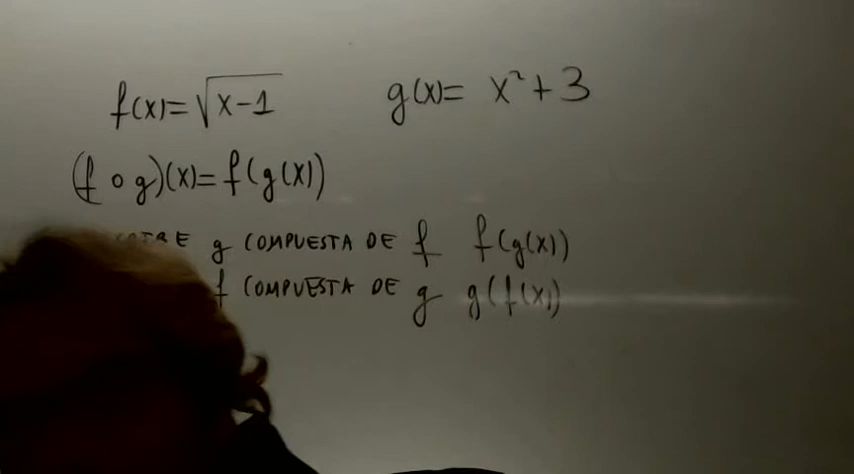 f(x)=√x-1 g(x)= x²+3
(f o g)(x)=f(g(x))
g COMPUESTA DE f f(g(x))
f COMPUESTA DE g g(f(x))